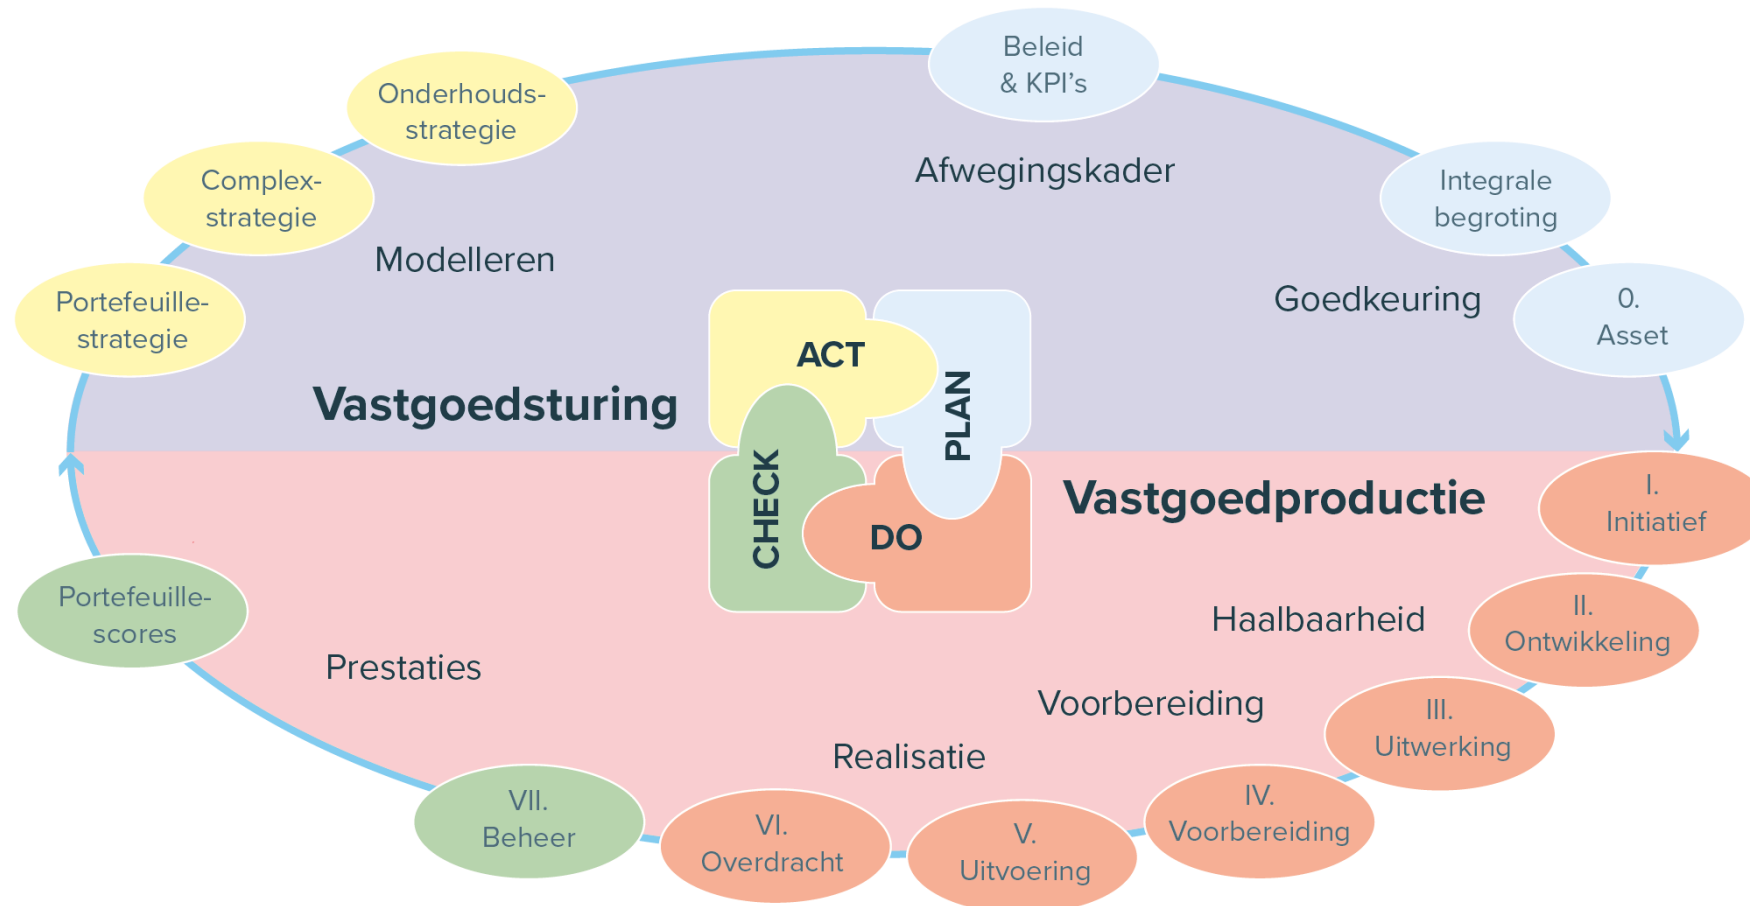 Beleid
& KPI's
Onderhouds-
strategie
Afwegingskader
Complex-
strategie
Integrale
begroting
Modelleren
Portefeuille-
strategie
Goedkeuring
0.
Asset
ACT
PLAN
Vastgoedsturing
CHECK
DO
Vastgoedproductie
I.
Initiatief
Portefeuille-
scores
Haalbaarheid
II.
Ontwikkeling
Prestaties
Voorbereiding
III.
Uitwerking
Realisatie
VII.
Beheer
VI.
Overdracht
V.
Uitvoering
IV.
Voorbereiding